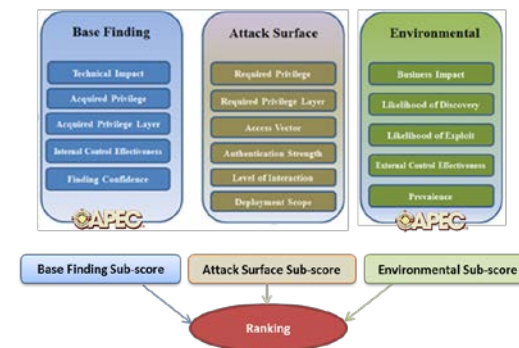 Base Finding
Technical Impact
Acquired Privilege
Acquired Privilege Layer
Internal Control Effectiveness
Finding Confidence
CAPEC
Attack Surface
Required Privilege
Required Privilege Layer
Access Vector
Authentication Strength
Level of Interaction
Deployment Scope
Environmental
Business Impact
Likelihood of Discovery
Likelihood of Exploit
External Control Effectiveness
Prevalence
CAPEC
Base Finding Sub-score
Attack Surface Sub-score
Environmental Sub-score
Ranking